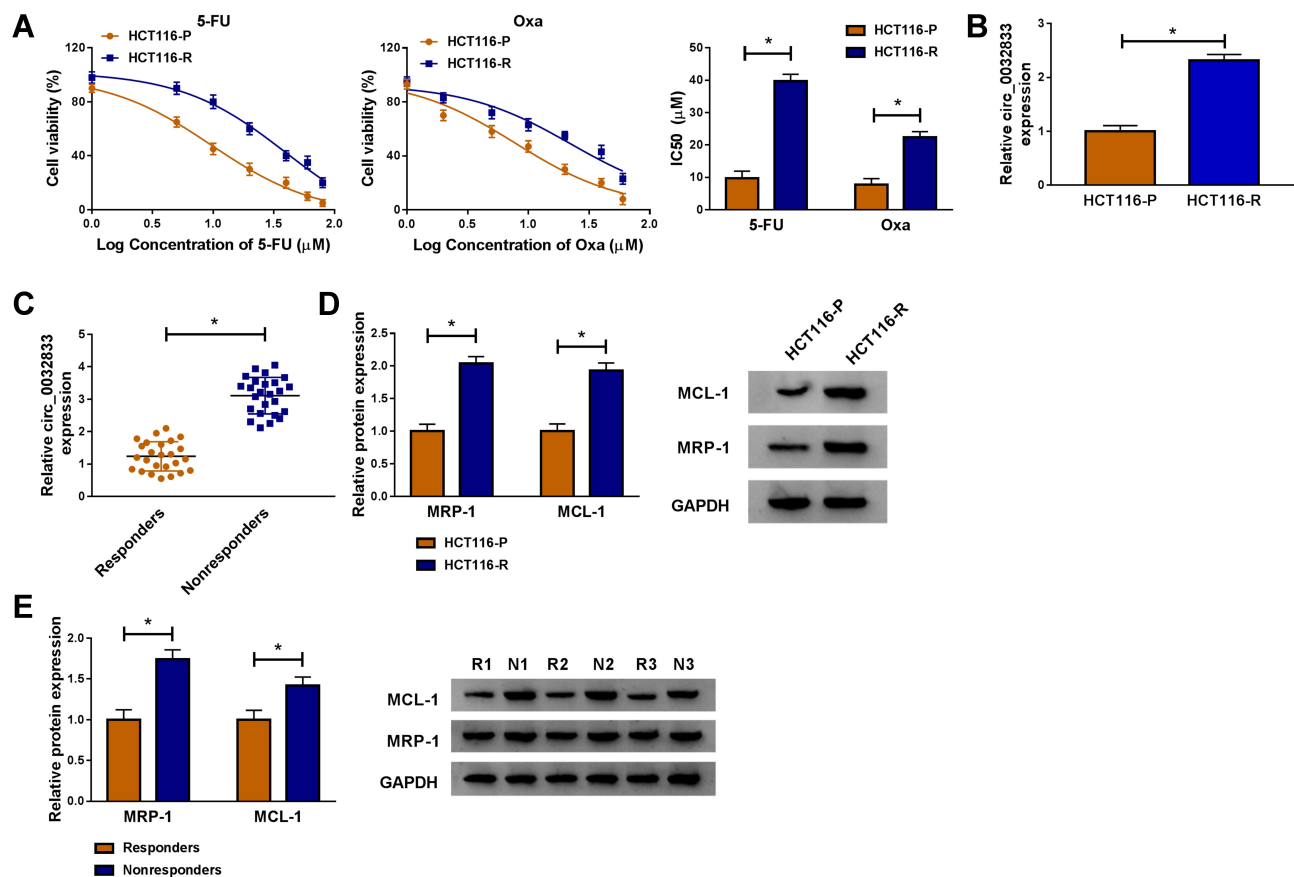 A
5-FU
HCT116-P
HCT116-R
Cell viability (%)
120
80
40
0
0.0 0.5 1.0 1.5 2.0
Log Concentration of 5-FU (μM)
Oxa
HCT116-P
HCT116-R
Cell viability (%)
120
80
40
0
0.0 0.5 1.0 1.5 2.0
Log Concentration of Oxa (μM)
HCT116-P
HCT116-R
IC50 (μM)
50
40
30
20
10
0
* *
5-FU Oxa
B
Relative circ_0032833
expression
3
2
1
0
*
HCT116-P HCT116-R
C
Relative circ_0032833
expression
5
4
3
2
1
0
*
Responders
Nonresponders
D
Relative protein expression
2.5
2.0
1.5
1.0
0.5
0.0
* *
MRP-1 MCL-1
HCT116-P
HCT116-R
HCT116-P
HCT116-R
MCL-1
MRP-1
GAPDH
E
Relative protein expression
2.0
1.5
1.0
0.5
0.0
* *
MRP-1 MCL-1
Responders
Nonresponders
R1 N1 R2 N2 R3 N3
MCL-1
MRP-1
GAPDH